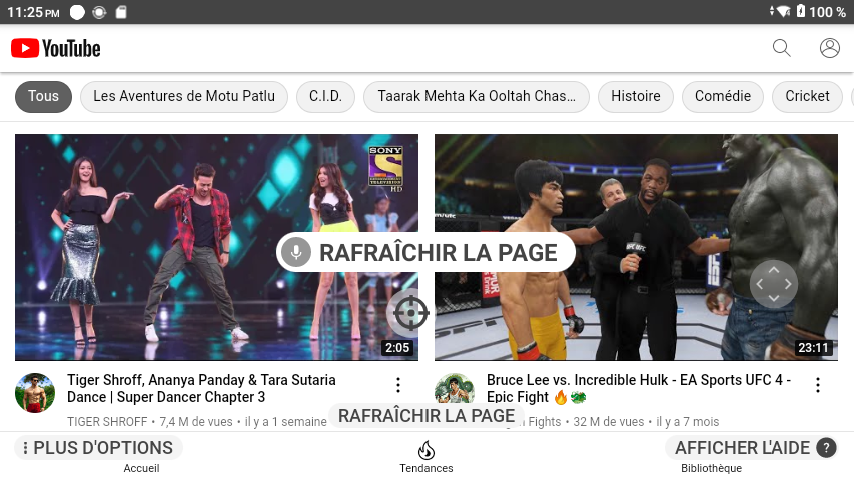 11:25 PM
100 %
YouTube
Tous
Les Aventures de Motu Patlu
C.I.D.
Taarak Mehta Ka Ooltah Chas...
Histoire
Comédie
Cricket
SONY
HD
RAFRAÎCHIR LA PAGE
2:05
23:11
Tiger Shroff, Ananya Panday & Tara Sutaria
Dance | Super Dancer Chapter 3
TIGER SHROFF • 7,4 M de vues • il y a 1 semaine
Bruce Lee vs. Incredible Hulk - EA Sports UFC 4 -
Epic Fight 🔥🐲
Fights • 32 M de vues • il y a 7 mois
RAFRAÎCHIR LA PAGE
PLUS D'OPTIONS
AFFICHER L'AIDE ?
Accueil
Tendances
Bibliothèque